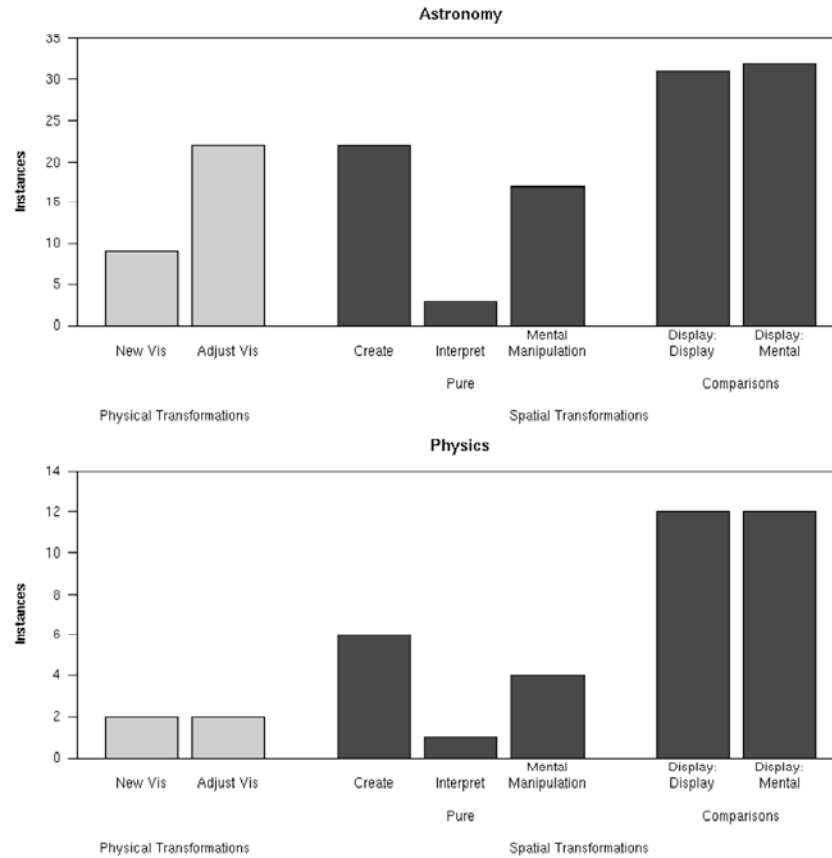 Astronomy
35
30
25
20
15
10
5
0
Instances
New Vis Adjust Vis Create Interpret Mental Manipulation Display: Display Display: Mental
Pure Comparisons
Physical Transformations Spatial Transformations
Physics
14
12
10
8
6
4
2
0
Instances
New Vis Adjust Vis Create Interpret Mental Manipulation Display: Display Display: Mental
Pure Comparisons
Physical Transformations Spatial Transformations